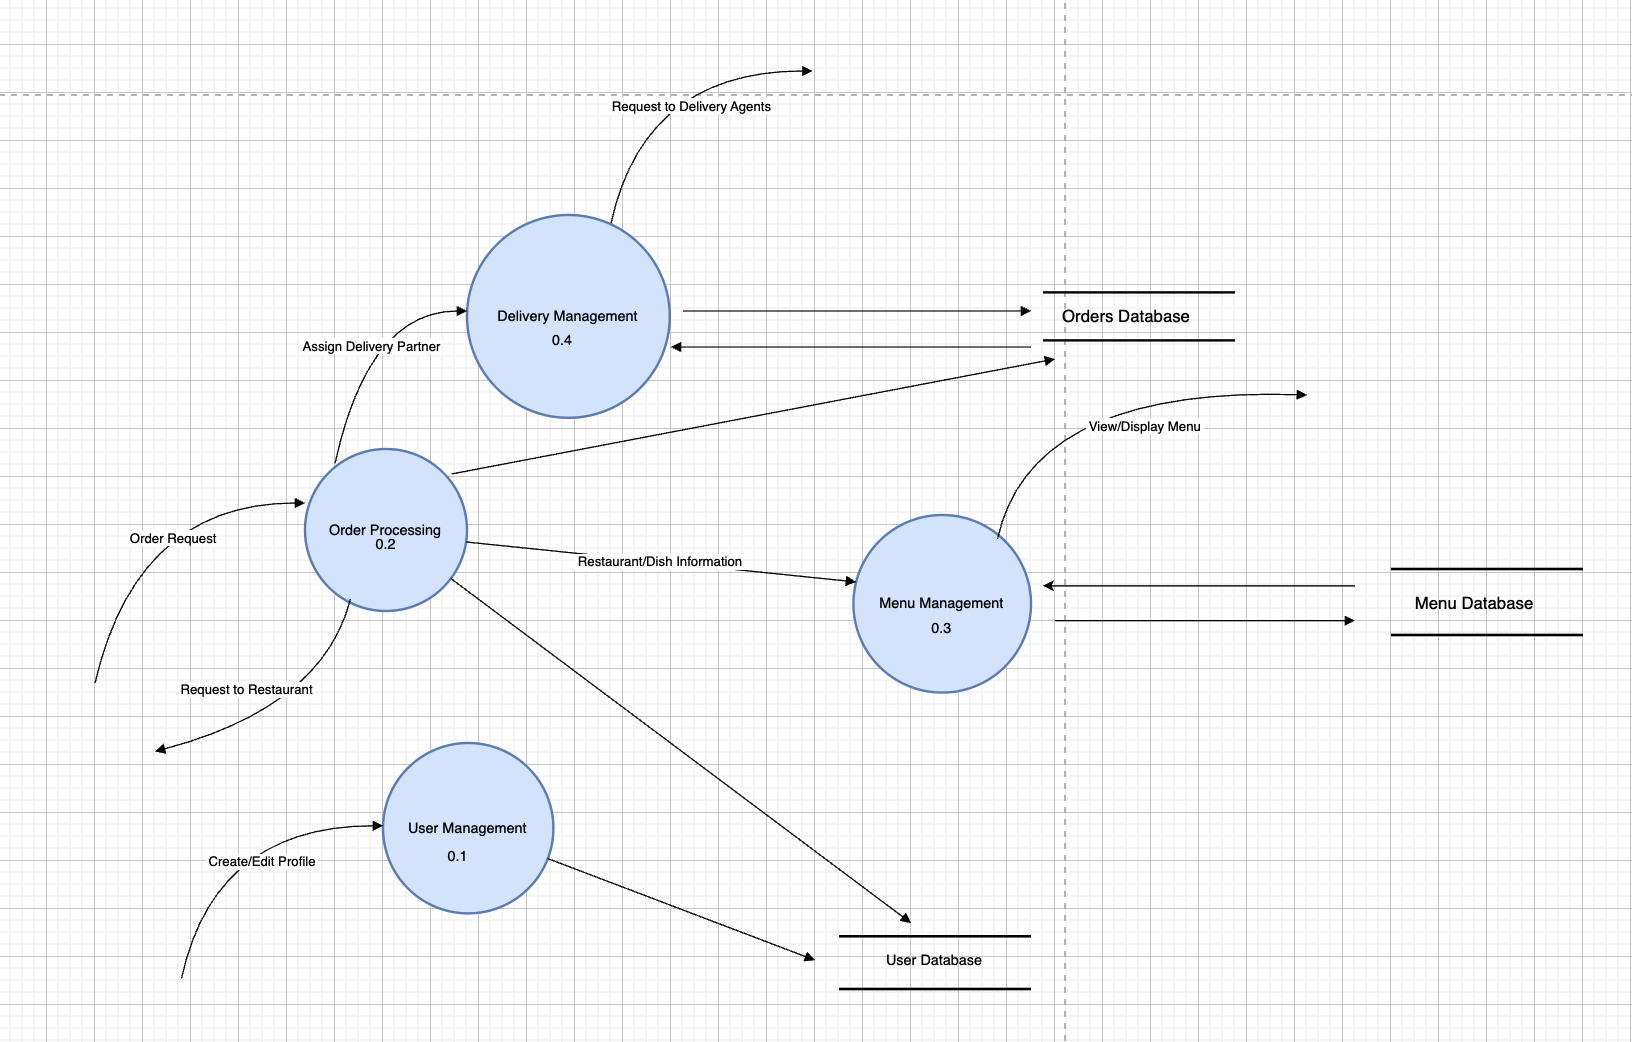 Request to Delivery Agents
Delivery Management
0.4
Orders Database
Assign Delivery Partner
View/Display Menu
Order Request
Order Processing
0.2
Restaurant/Dish Information
Menu Management
0.3
Menu Database
Request to Restaurant
User Management
0.1
Create/Edit Profile
User Database